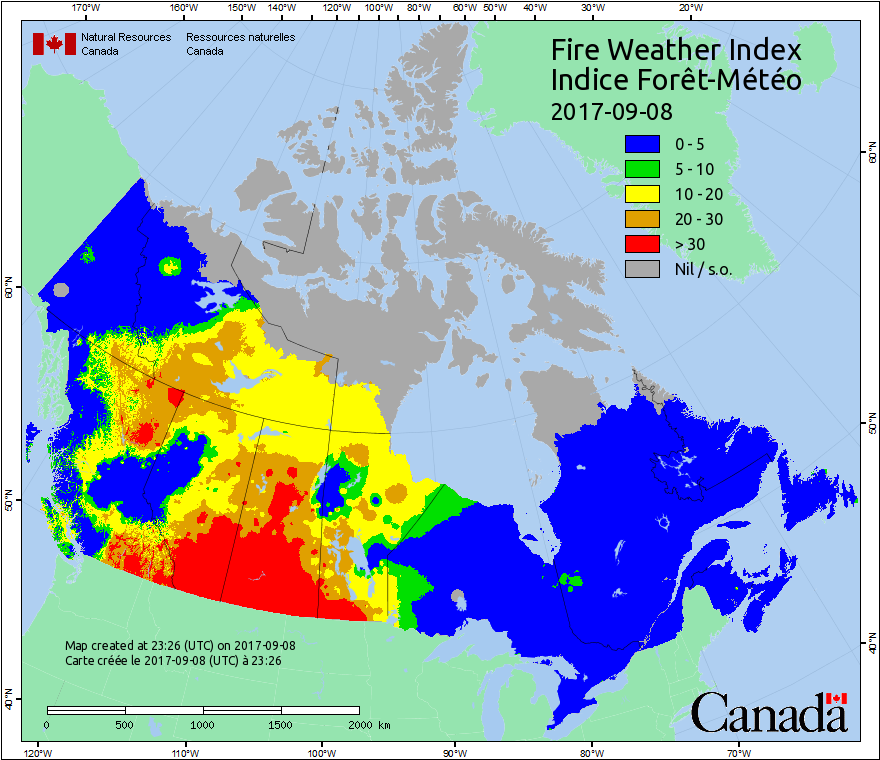 170°W 160°W 150°W 140°W 120°W 100°W 80°W 60°W 50°W 40°W 30°W 20°W
Natural Resources Ressources naturelles
Canada Canada
Fire Weather Index
Indice Forêt-Météo
2017-09-08
0 - 5
5 - 10
10 - 20
20 - 30
> 30
Nil / s.o.
60°N
60°N
50°N
50°N
40°N
40°N
Map created at 23:26 (UTC) on 2017-09-08
Carte créée le 2017-09-08 (UTC) à 23:26
0 500 1000 1500 2000 km
Canada
120°W 110°W 100°W 90°W 80°W 70°W